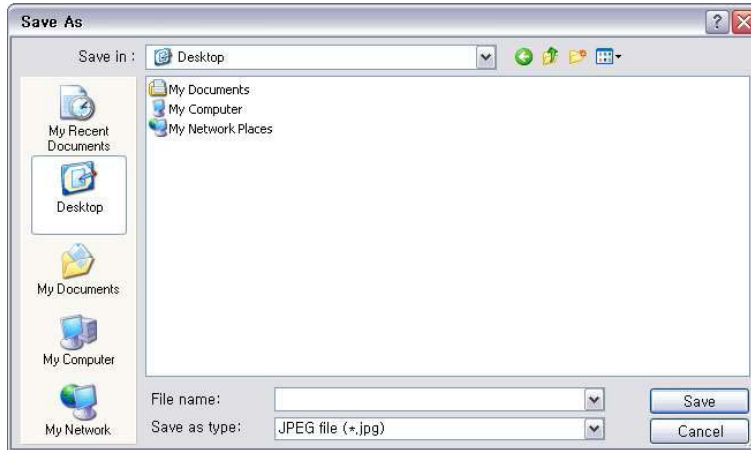 Save As
Save in :
Desktop
My Recent
Documents
Desktop
My Documents
My Computer
My Network
My Documents
My Computer
My Network Places
File name:
Save as type:
JPEG file (*.jpg)
Save
Cancel